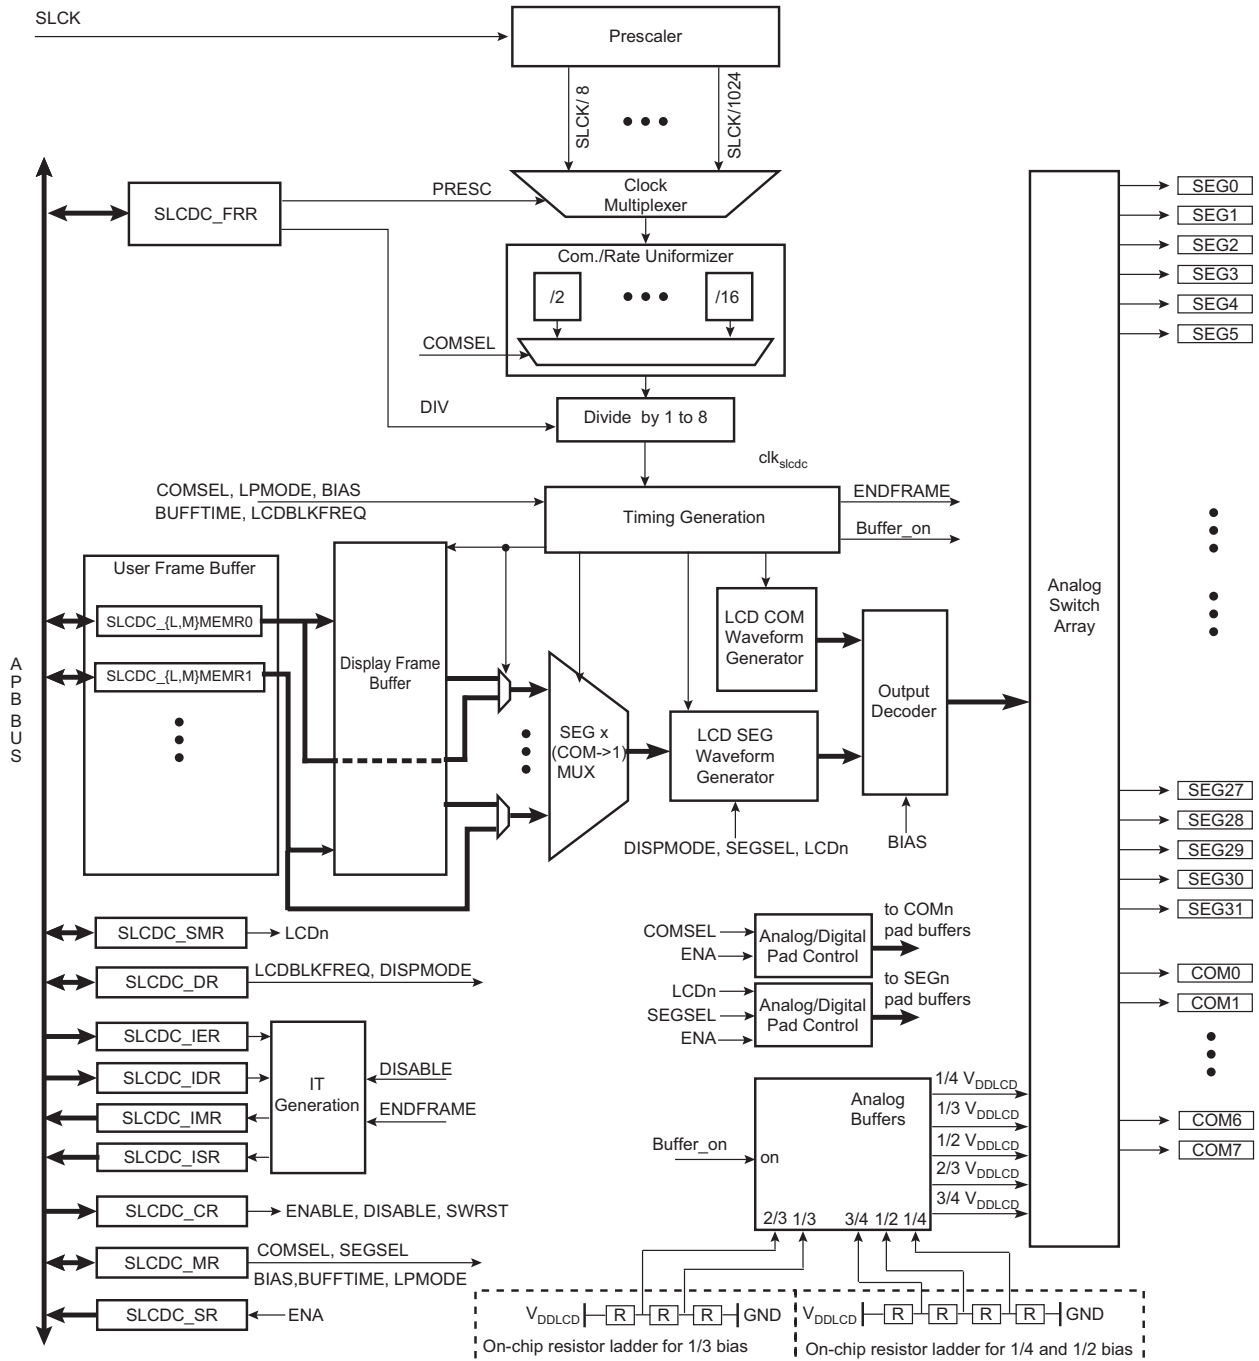 SLCK
Prescaler
SLCK/ 8
SLCK/1024
PRESC
Clock
Multiplexer
SLCDC_FRR
Com./Rate Uniformizer
/2
/16
COMSEL
DIV
Divide by 1 to 8
clkslcdc
COMSEL, LPMODE, BIAS
BUFFTIME, LCDBLKFREQ
Timing Generation
ENDFRAME
Buffer_on
User Frame Buffer
SLCDC_{L,M}MEMR0
SLCDC_{L,M}MEMR1
Display Frame
Buffer
APB BUS
SEG x
(COM->1)
MUX
LCD COM
Waveform
Generator
LCD SEG
Waveform
Generator
DISPMODE, SEGSEL, LCDn
Output
Decoder
BIAS
Analog
Switch
Array
SEG0
SEG1
SEG2
SEG3
SEG4
SEG5
SEG27
SEG28
SEG29
SEG30
SEG31
COM0
COM1
COM6
COM7
SLCDC_SMR
LCDn
SLCDC_DR
LCDBLKFREQ, DISPMODE
SLCDC_IER
SLCDC_IDR
SLCDC_IMR
SLCDC_ISR
IT
Generation
DISABLE
ENDFRAME
SLCDC_CR
ENABLE, DISABLE, SWRST
SLCDC_MR
COMSEL, SEGSEL
BIAS,BUFFTIME, LPMODE
SLCDC_SR
ENA
COMSEL
ENA
Analog/Digital
Pad Control
to COMn
pad buffers
LCDn
SEGSEL
ENA
Analog/Digital
Pad Control
to SEGn
pad buffers
Buffer_on
on
Analog
Buffers
1/4 VDDLCD
1/3 VDDLCD
1/2 VDDLCD
2/3 VDDLCD
3/4 VDDLCD
2/3 1/3 3/4 1/2 1/4
VDDLCD R R R GND
On-chip resistor ladder for 1/3 bias
VDDLCD R R R R GND
On-chip resistor ladder for 1/4 and 1/2 bias